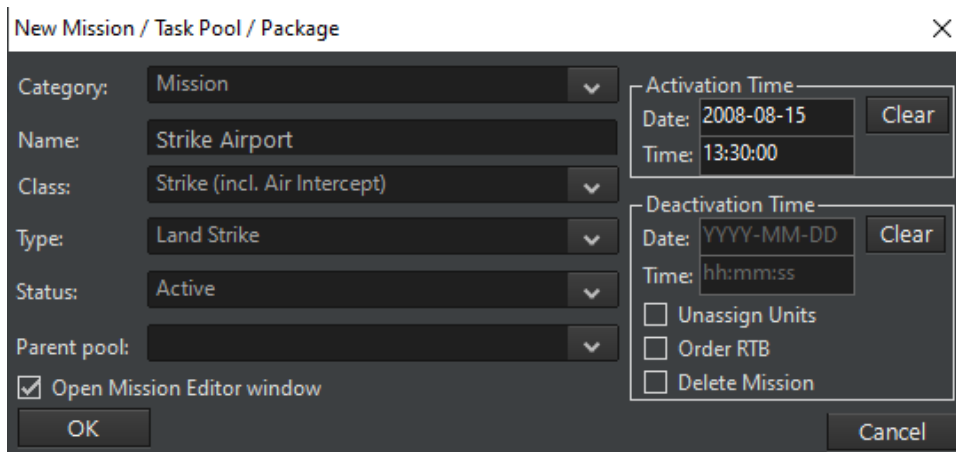 New Mission / Task Pool / Package
Category: Mission
Name: Strike Airport
Class: Strike (incl. Air Intercept)
Type: Land Strike
Status: Active
Parent pool:
Open Mission Editor window
OK
Activation Time
Date: 2008-08-15 Clear
Time: 13:30:00
Deactivation Time
Date: YYYY-MM-DD Clear
Time: hh:mm:ss
Unassign Units
Order RTB
Delete Mission
Cancel